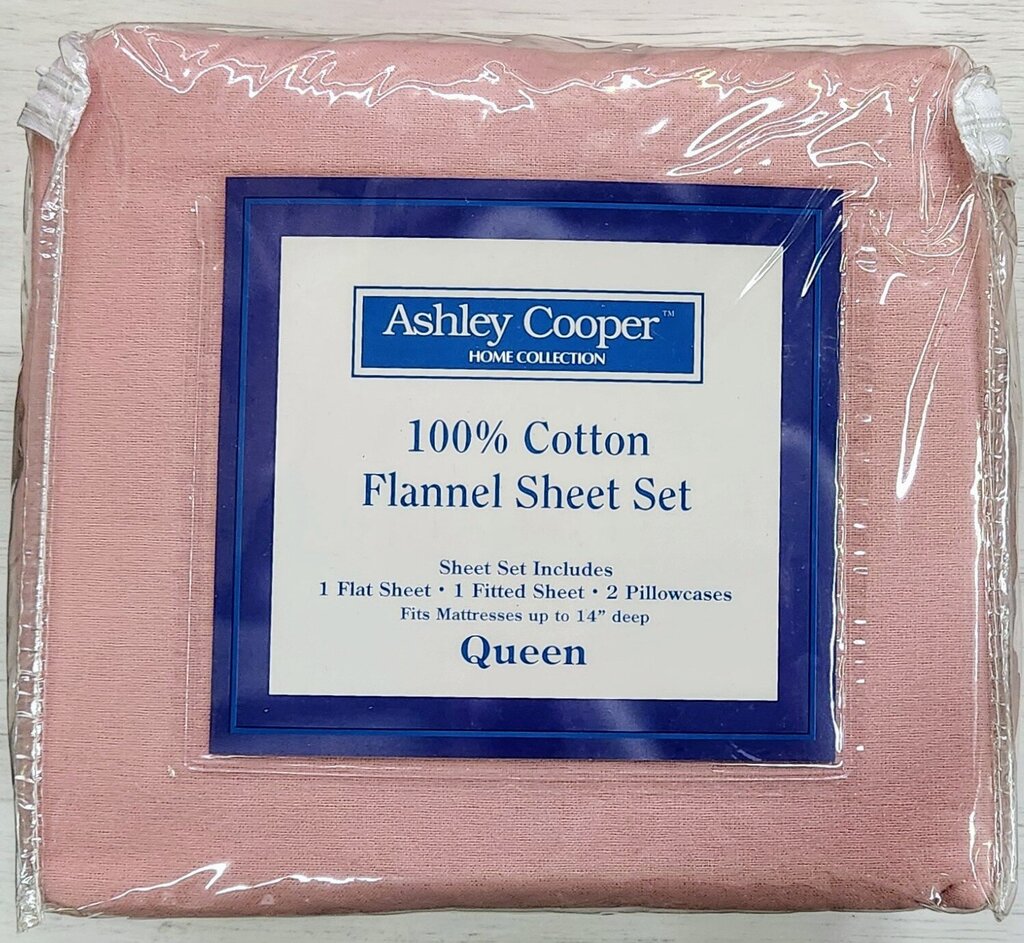 Ashley Cooper™
HOME COLLECTION
100% Cotton
Flannel Sheet Set
Sheet Set Includes
1 Flat Sheet • 1 Fitted Sheet • 2 Pillowcases
Fits Mattresses up to 14” deep
Queen